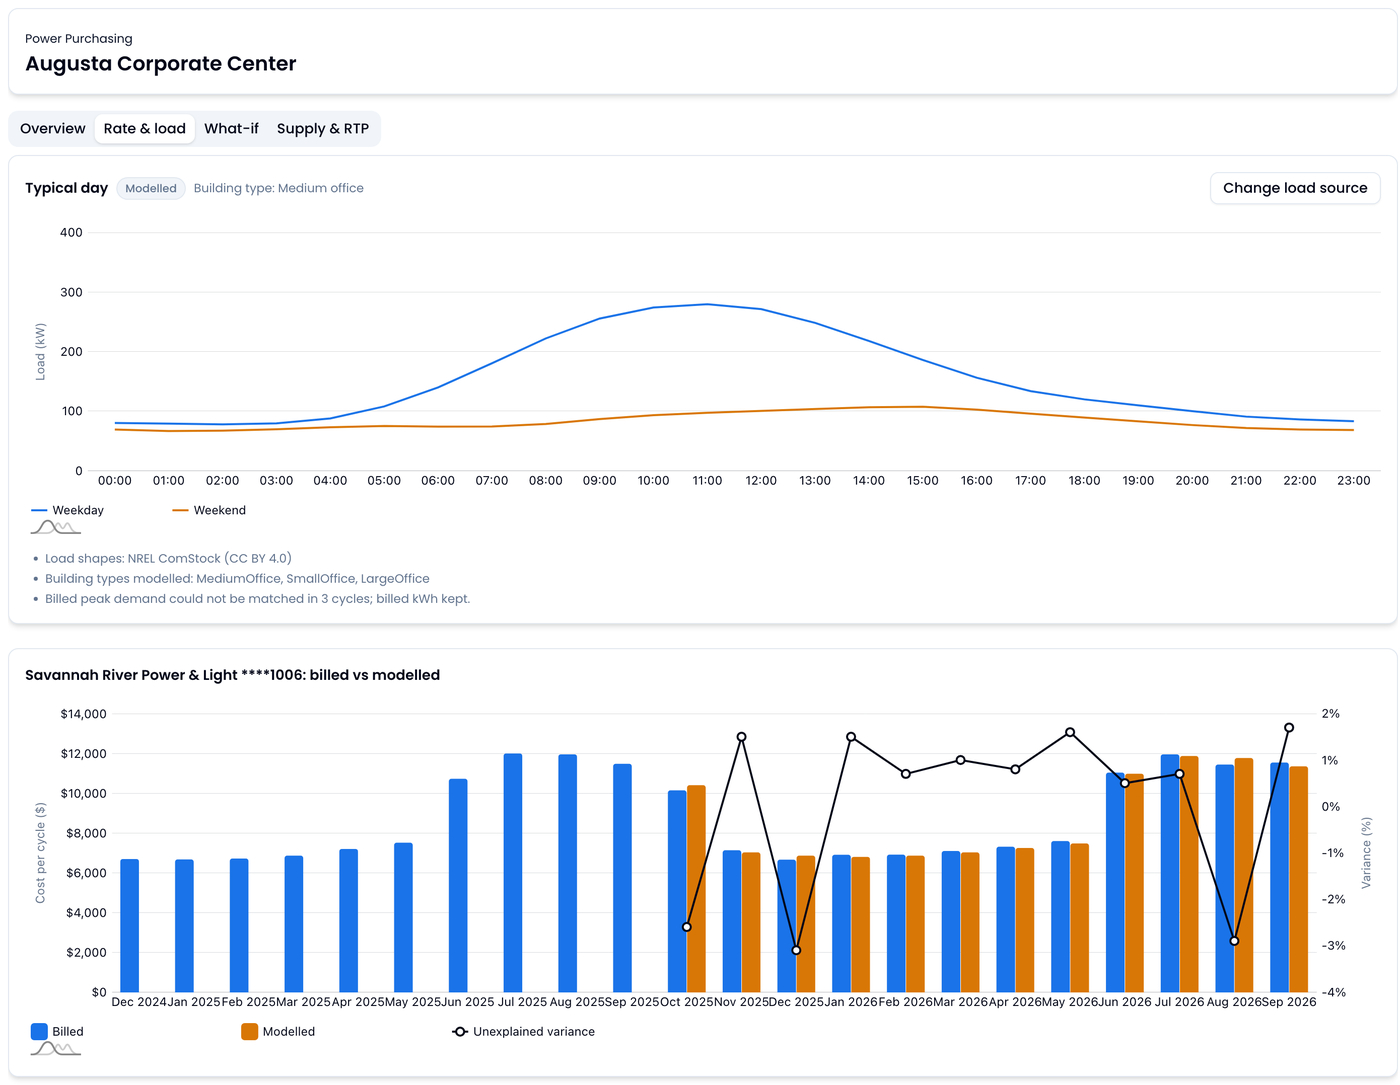 Power Purchasing
Augusta Corporate Center
Overview Rate & load What-if Supply & RTP
Typical day Modelled Building type: Medium office Change load source
400
300
200
100
0
Load (kW)
00:00 01:00 02:00 03:00 04:00 05:00 06:00 07:00 08:00 09:00 10:00 11:00 12:00 13:00 14:00 15:00 16:00 17:00 18:00 19:00 20:00 21:00 22:00 23:00
Weekday Weekend
• Load shapes: NREL ComStock (CC BY 4.0)
• Building types modelled: MediumOffice, SmallOffice, LargeOffice
• Billed peak demand could not be matched in 3 cycles; billed kWh kept.
Savannah River Power & Light ****1006: billed vs modelled
$14,000 2%
$12,000 1%
$10,000 0%
$8,000 -1%
$6,000 -2%
$4,000 -3%
$2,000 -4%
$0
Cost per cycle ($)
Variance (%)
Dec 2024 Jan 2025 Feb 2025 Mar 2025 Apr 2025 May 2025 Jun 2025 Jul 2025 Aug 2025 Sep 2025 Oct 2025 Nov 2025 Dec 2025 Jan 2026 Feb 2026 Mar 2026 Apr 2026 May 2026 Jun 2026 Jul 2026 Aug 2026 Sep 2026
Billed Modelled Unexplained variance